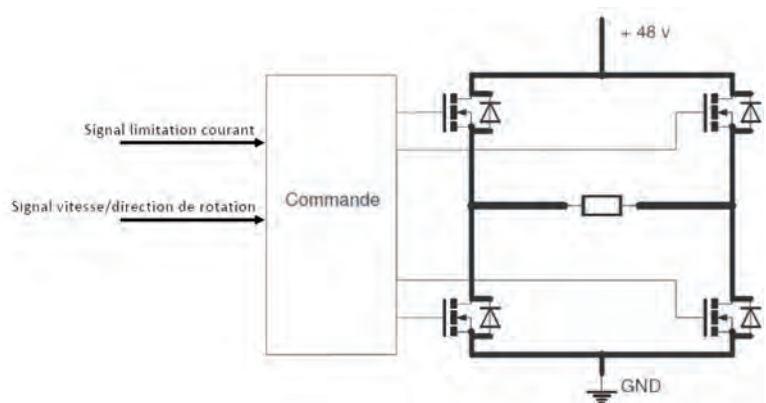 + 48 v
Signal limitation courant
Commande
Signal vitesse/direction de rotation
GND